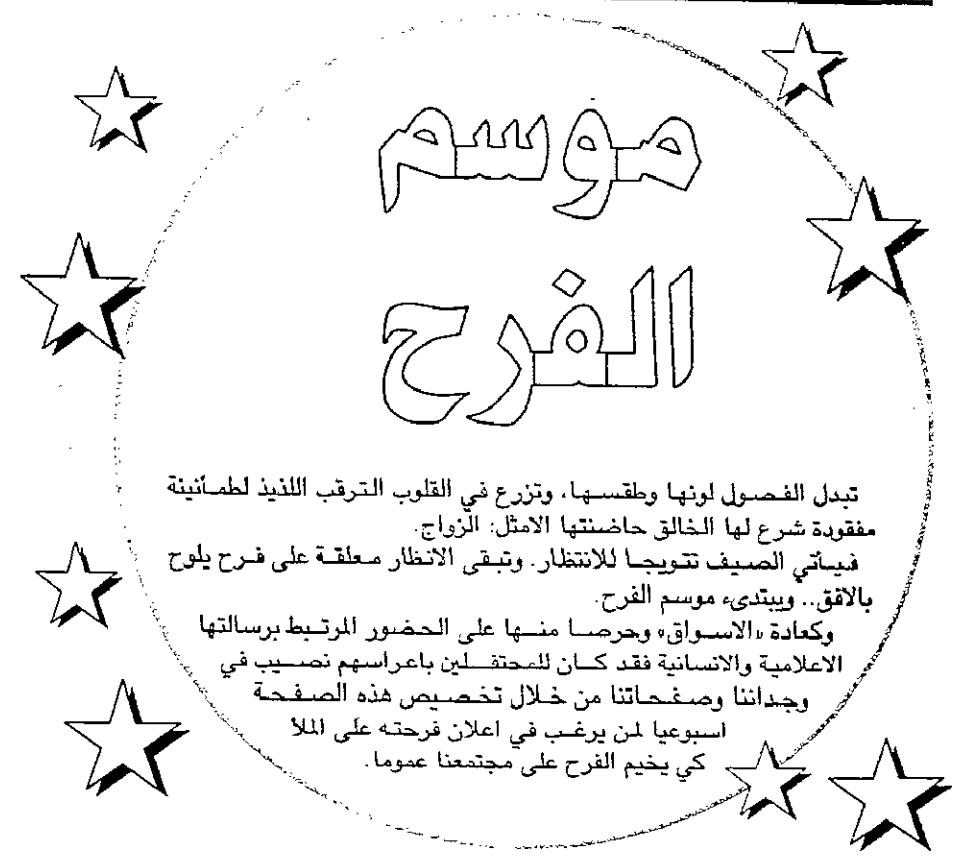 موسم
الفرح
تبدل الفصول لونها وطقسها، وتزرع في القلوب الترقب اللذيذ لطمأنينة
مفقودة شرع لها الخالق حاضنتها الامثل: الزواج.
فيأتي الصيف تتويجا للانتظار. وتبقى الانظار معلقة على فرح يلوح
بالافق.. ويبتدىء موسم الفرح.
وكعادة «الاسواق» وحرصا منها على الحضور المرتبط برسالتها
الاعلامية والانسانية فقد كان للمحتفلين باعراسهم نصيب في
وجداننا وصفحاتنا من خلال تخصيص هذه الصفحة
اسبوعيا لمن يرغب في اعلان فرحته على الملأ
كي يخيم الفرح على مجتمعنا عموما.